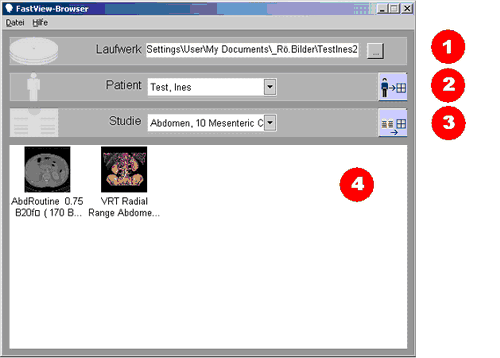 FastView-Browser
Datei Hilfe
Laufwerk Settings\User\My Documents\_Rö.Bilder\TestInes2 ... 1
Patient Test, Ines 2
Studie Abdomen, 10 Mesenteric C 3
4
AbdRoutine 0.75 VRT Radial
B20f ( 170 B... Range Abdome...